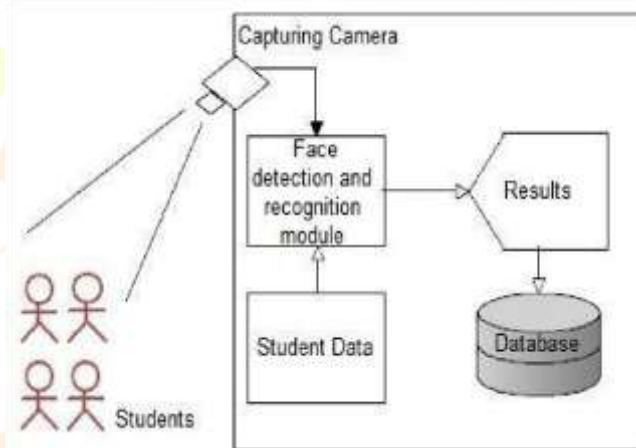 Capturing Camera
Face
detection and
recognition
module
Results
Student Data
Database
Students